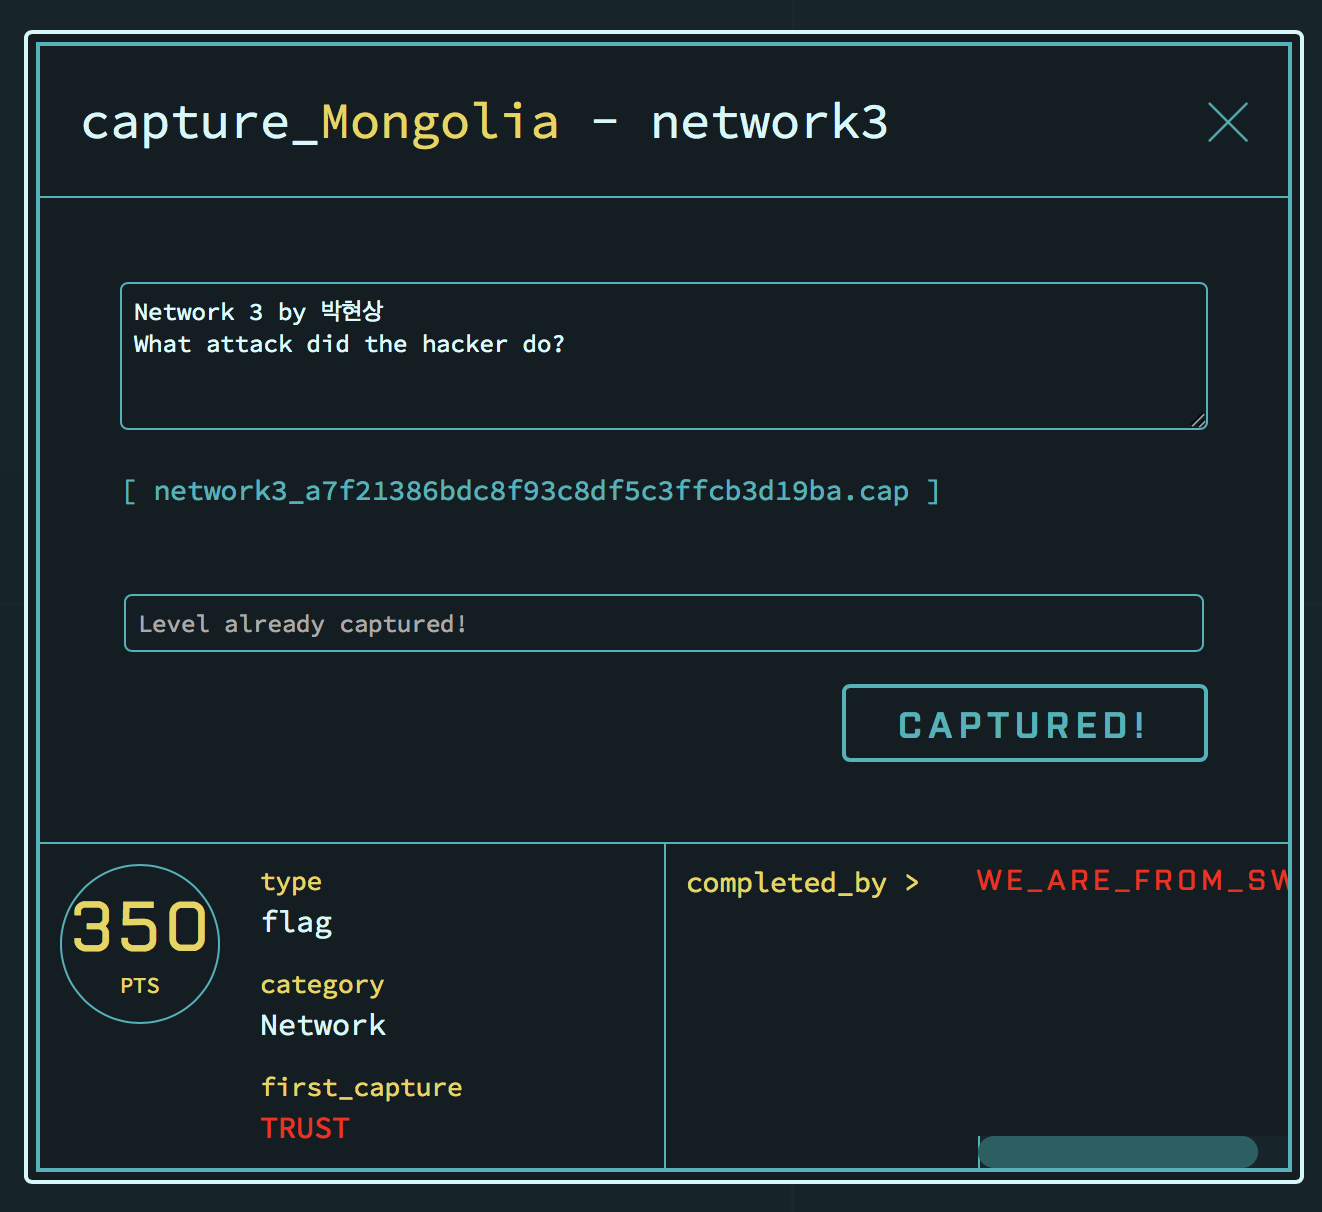 capture_Mongolia - network3
Network 3 by 박현상
What attack did the hacker do?
[ network3_a7f21386bdc8f93c8df5c3ffcb3d19ba.cap ]
Level already captured!
CAPTURED!
350
PTS
type
flag
category
Network
first_capture
TRUST
completed_by >
WE_ARE_FROM_SW